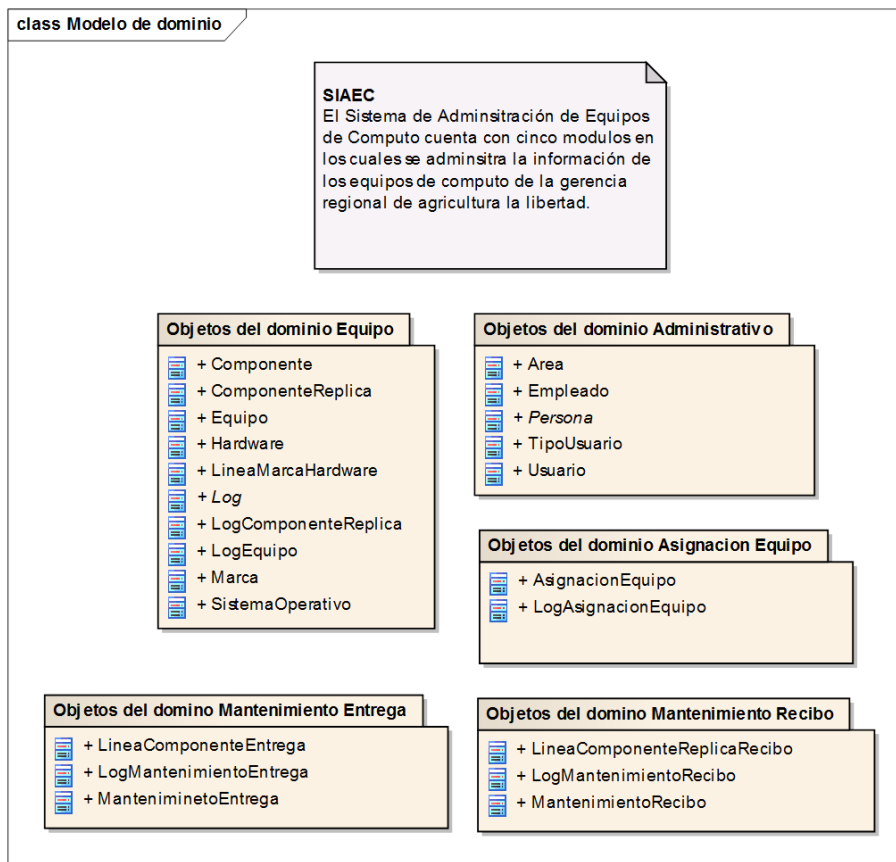 class Modelo de dominio
SIAEC
El Sistema de Adminsitración de Equipos
de Computo cuenta con cinco modulos en
los cuales se adminsitra la información de
los equipos de computo de la gerencia
regional de agricultura la libertad.
Objetos del dominio Equipo
+ Componente
+ ComponenteReplica
+ Equipo
+ Hardware
+ LineaMarcaHardware
+ Log
+ LogComponenteReplica
+ LogEquipo
+ Marca
+ SistemaOperativo
Objetos del dominio Administrativo
+ Area
+ Empleado
+ Persona
+ TipoUsuario
+ Usuario
Objetos del dominio Asignacion Equipo
+ AsignacionEquipo
+ LogAsignacionEquipo
Objetos del domino Mantenimiento Entrega
+ LineaComponenteEntrega
+ LogMantenimientoEntrega
+ ManteniminetoEntrega
Objetos del domino Mantenimiento Recibo
+ LineaComponenteReplicaRecibo
+ LogMantenimientoRecibo
+ MantenimientoRecibo